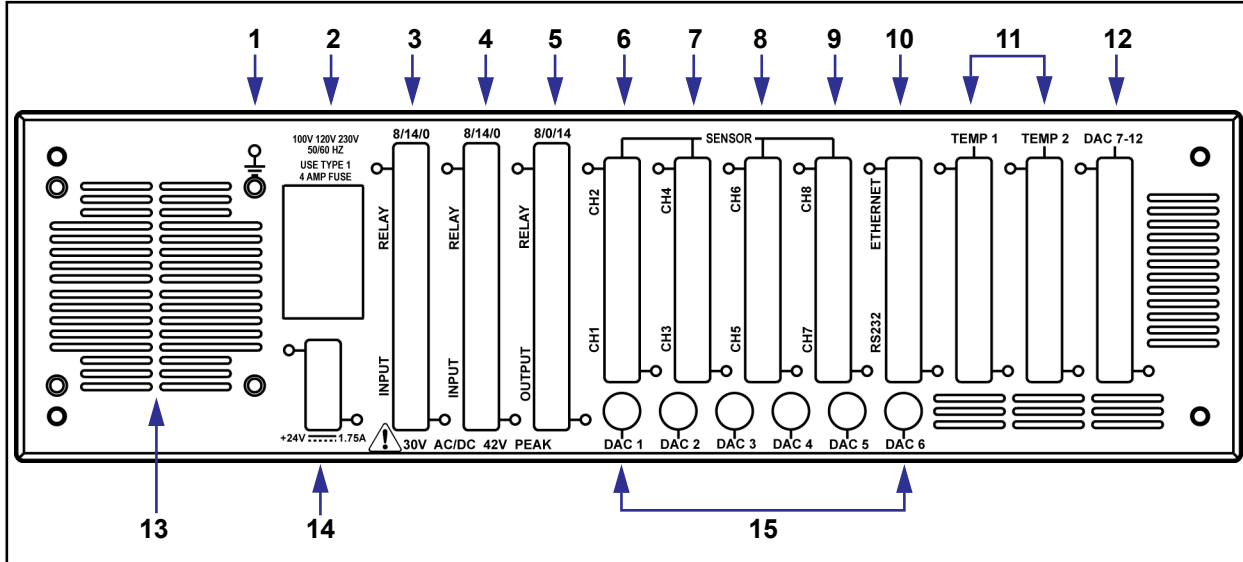 1 2 3 4 5 6 7 8 9 10 11 12
100V 120V 230V
50/60 HZ
USE TYPE 1
4 AMP FUSE
8/14/0
8/14/0
8/0/14
SENSOR
TEMP 1
TEMP 2
DAC 7-12
RELAY
INPUT
RELAY
INPUT
RELAY
OUTPUT
CH2
CH1
CH4
CH3
CH6
CH5
CH8
CH7
ETHERNET
RS232
+24V 1.75A
30V AC/DC 42V PEAK
DAC 1
DAC 2
DAC 3
DAC 4
DAC 5
DAC 6
13 14 15